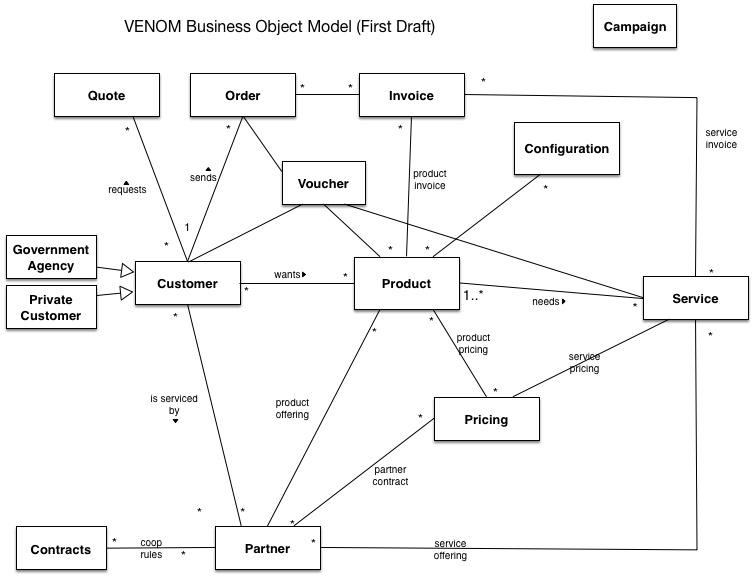 VENOM Business Object Model (First Draft)
Campaign
Quote
Order
*
*
Invoice
*
*
*
*
service
invoice
Configuration
product
invoice
requests
sends
Voucher
*
1
*
*
*
Government
Agency
Private
Customer
Customer
*
wants
*
Product
1..*
needs
*
*
Service
*
*
*
product
pricing
*
service
pricing
*
is serviced
by
product
offering
*
Pricing
partner
contract
*
*
*
Contracts
*
coop
rules
*
Partner
*
service
offering